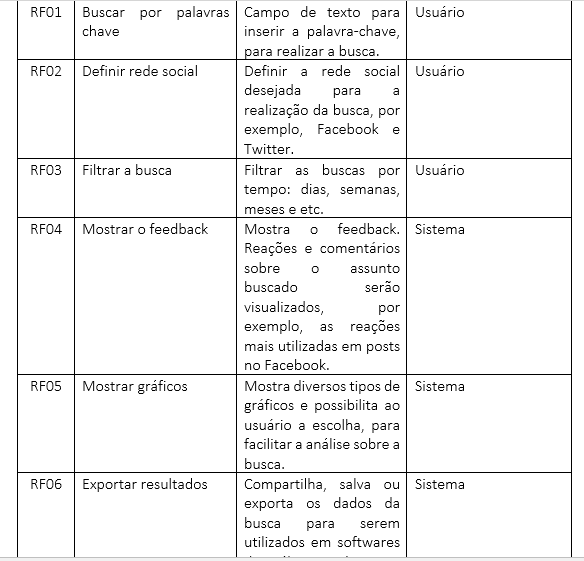 RF01 Buscar por palavras Campo de texto para Usuário
chave inserir a palavra-chave,
para realizar a busca.
RF02 Definir rede social Definir a rede social Usuário
desejada para a
realização da busca, por
exemplo, Facebook e
Twitter.
RF03 Filtrar a busca Filtrar as buscas por Usuário
tempo: dias, semanas,
meses e etc.
RF04 Mostrar o feedback Mostra o feedback. Sistema
Reações e comentários
sobre o assunto
buscado serão
visualizados, por
exemplo, as reações
mais utilizadas em posts
no Facebook.
RF05 Mostrar gráficos Mostra diversos tipos de Sistema
gráficos e possibilita ao
usuário a escolha, para
facilitar a análise sobre a
busca.
RF06 Exportar resultados Compartilha, salva ou Sistema
exporta os dados da
busca para serem
utilizados em softwares